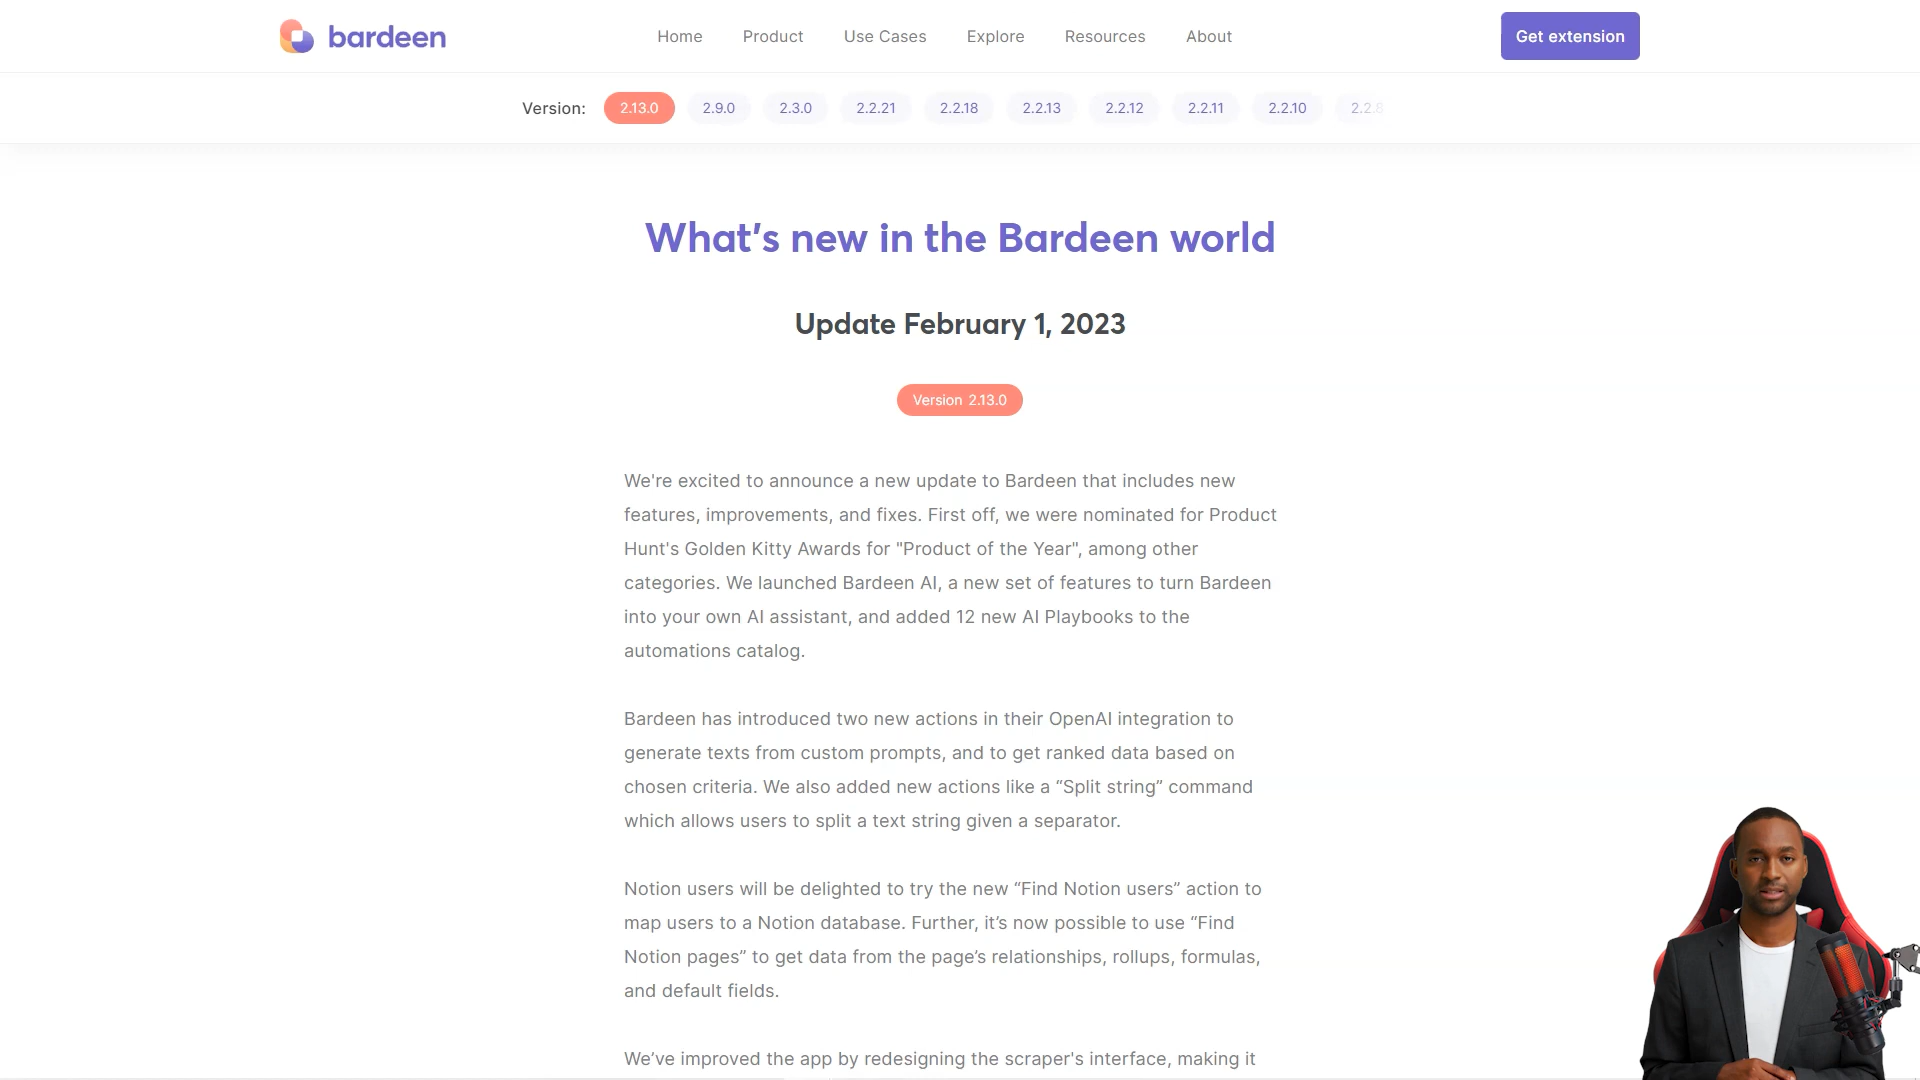 bardeen
Home Product Use Cases Explore Resources About
Get extension
Version: 2.13.0 2.9.0 2.3.0 2.2.21 2.2.18 2.2.13 2.2.12 2.2.11 2.2.10 2.2.8
What's new in the Bardeen world
Update February 1, 2023
Version 2.13.0
We're excited to announce a new update to Bardeen that includes new
features, improvements, and fixes. First off, we were nominated for Product
Hunt's Golden Kitty Awards for "Product of the Year", among other
categories. We launched Bardeen AI, a new set of features to turn Bardeen
into your own AI assistant, and added 12 new AI Playbooks to the
automations catalog.
Bardeen has introduced two new actions in their OpenAI integration to
generate texts from custom prompts, and to get ranked data based on
chosen criteria. We also added new actions like a “Split string” command
which allows users to split a text string given a separator.
Notion users will be delighted to try the new “Find Notion users” action to
map users to a Notion database. Further, it’s now possible to use “Find
Notion pages” to get data from the page’s relationships, rollups, formulas,
and default fields.
We’ve improved the app by redesigning the scraper's interface, making it